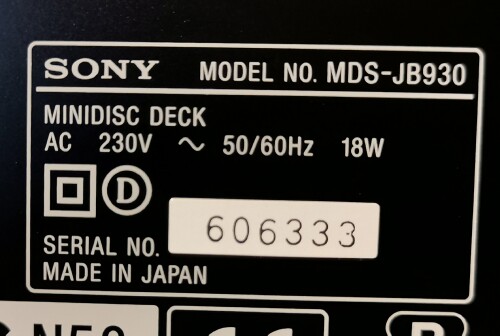 SONY MODEL NO. MDS-JB930
MINIDISC DECK
AC 230V ~ 50/60Hz 18W
D
606333
SERIAL NO.
MADE IN JAPAN